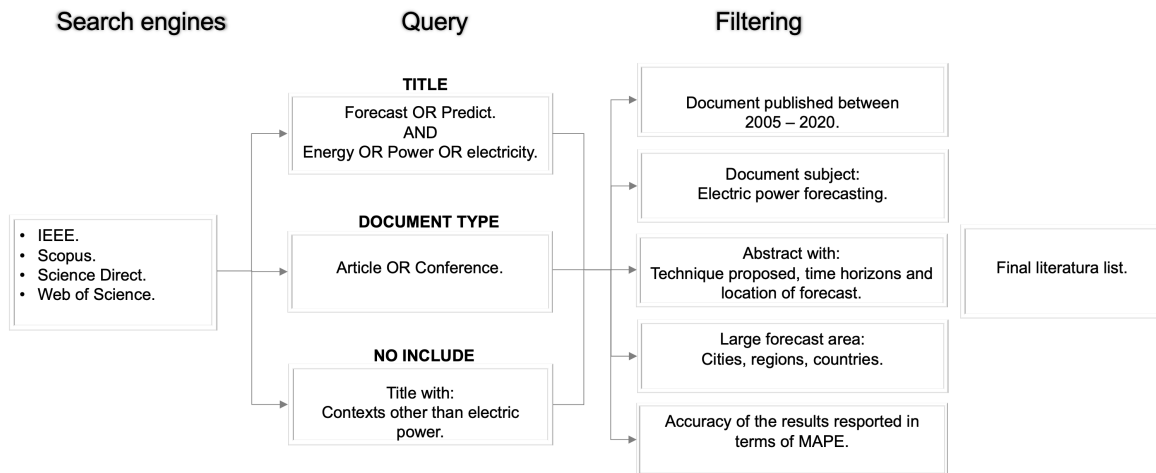 Search engines
Query
Filtering
• IEEE.
• Scopus.
• Science Direct.
• Web of Science.
TITLE
Forecast OR Predict.
AND
Energy OR Power OR electricity.
DOCUMENT TYPE
Article OR Conference.
NO INCLUDE
Title with:
Contexts other than electric
power.
Document published between
2005 – 2020.
Document subject:
Electric power forecasting.
Abstract with:
Technique proposed, time horizons and
location of forecast.
Large forecast area:
Cities, regions, countries.
Accuracy of the results resported in
terms of MAPE.
Final literatura list.